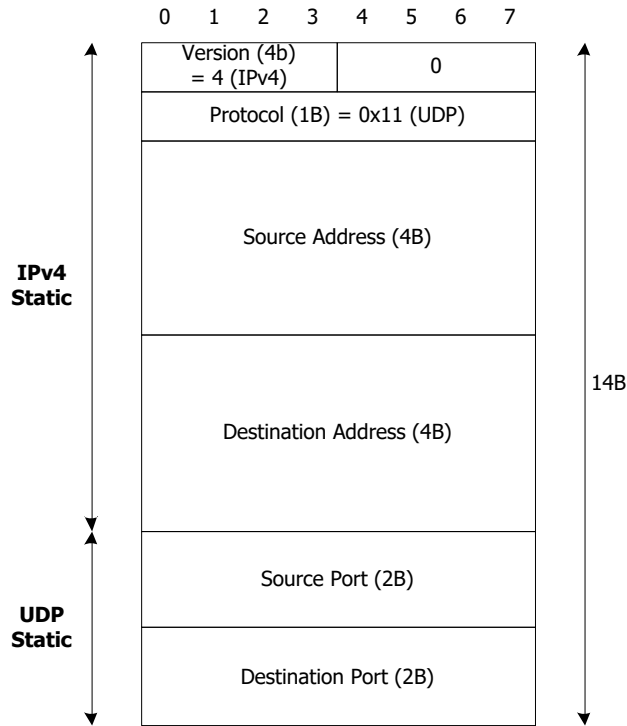 0 1 2 3 4 5 6 7
Version (4b)
= 4 (IPv4)
0
Protocol (1B) = 0x11 (UDP)
Source Address (4B)
IPv4
Static
14B
Destination Address (4B)
Source Port (2B)
UDP
Static
Destination Port (2B)